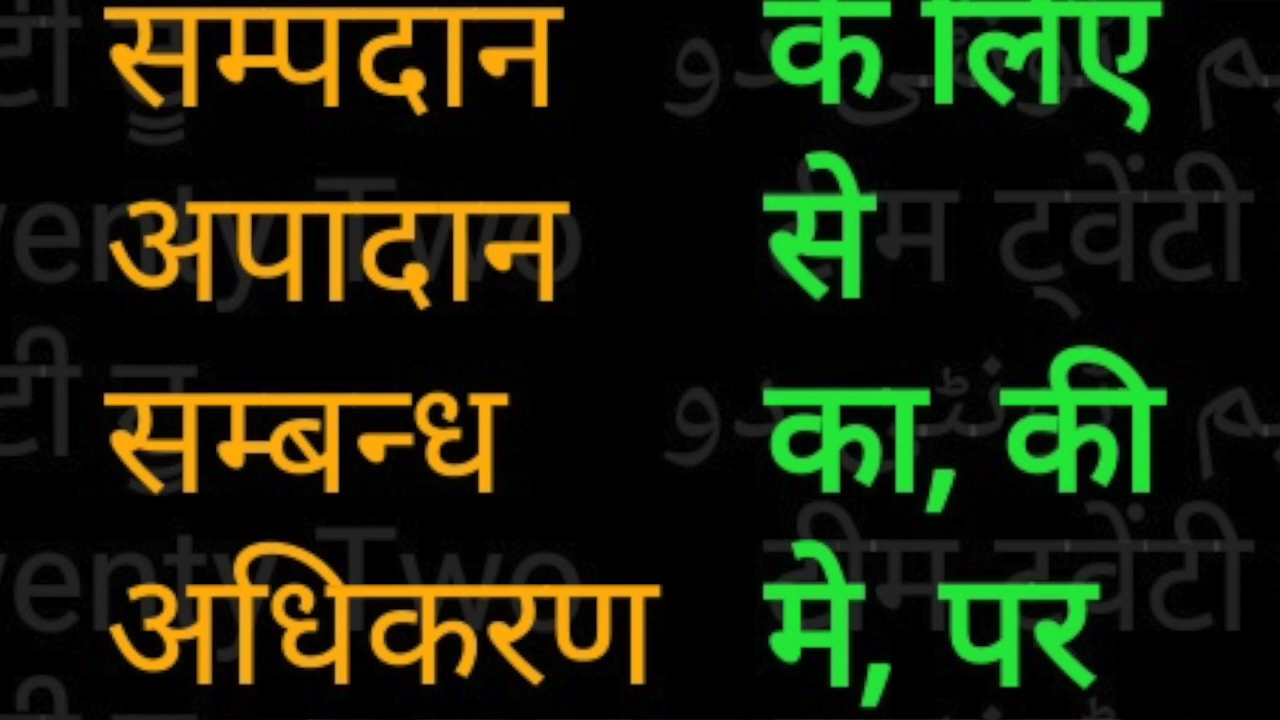 सम्पदान के लिए
अपादान से
सम्बन्ध का, की
अधिकरण मे, पर